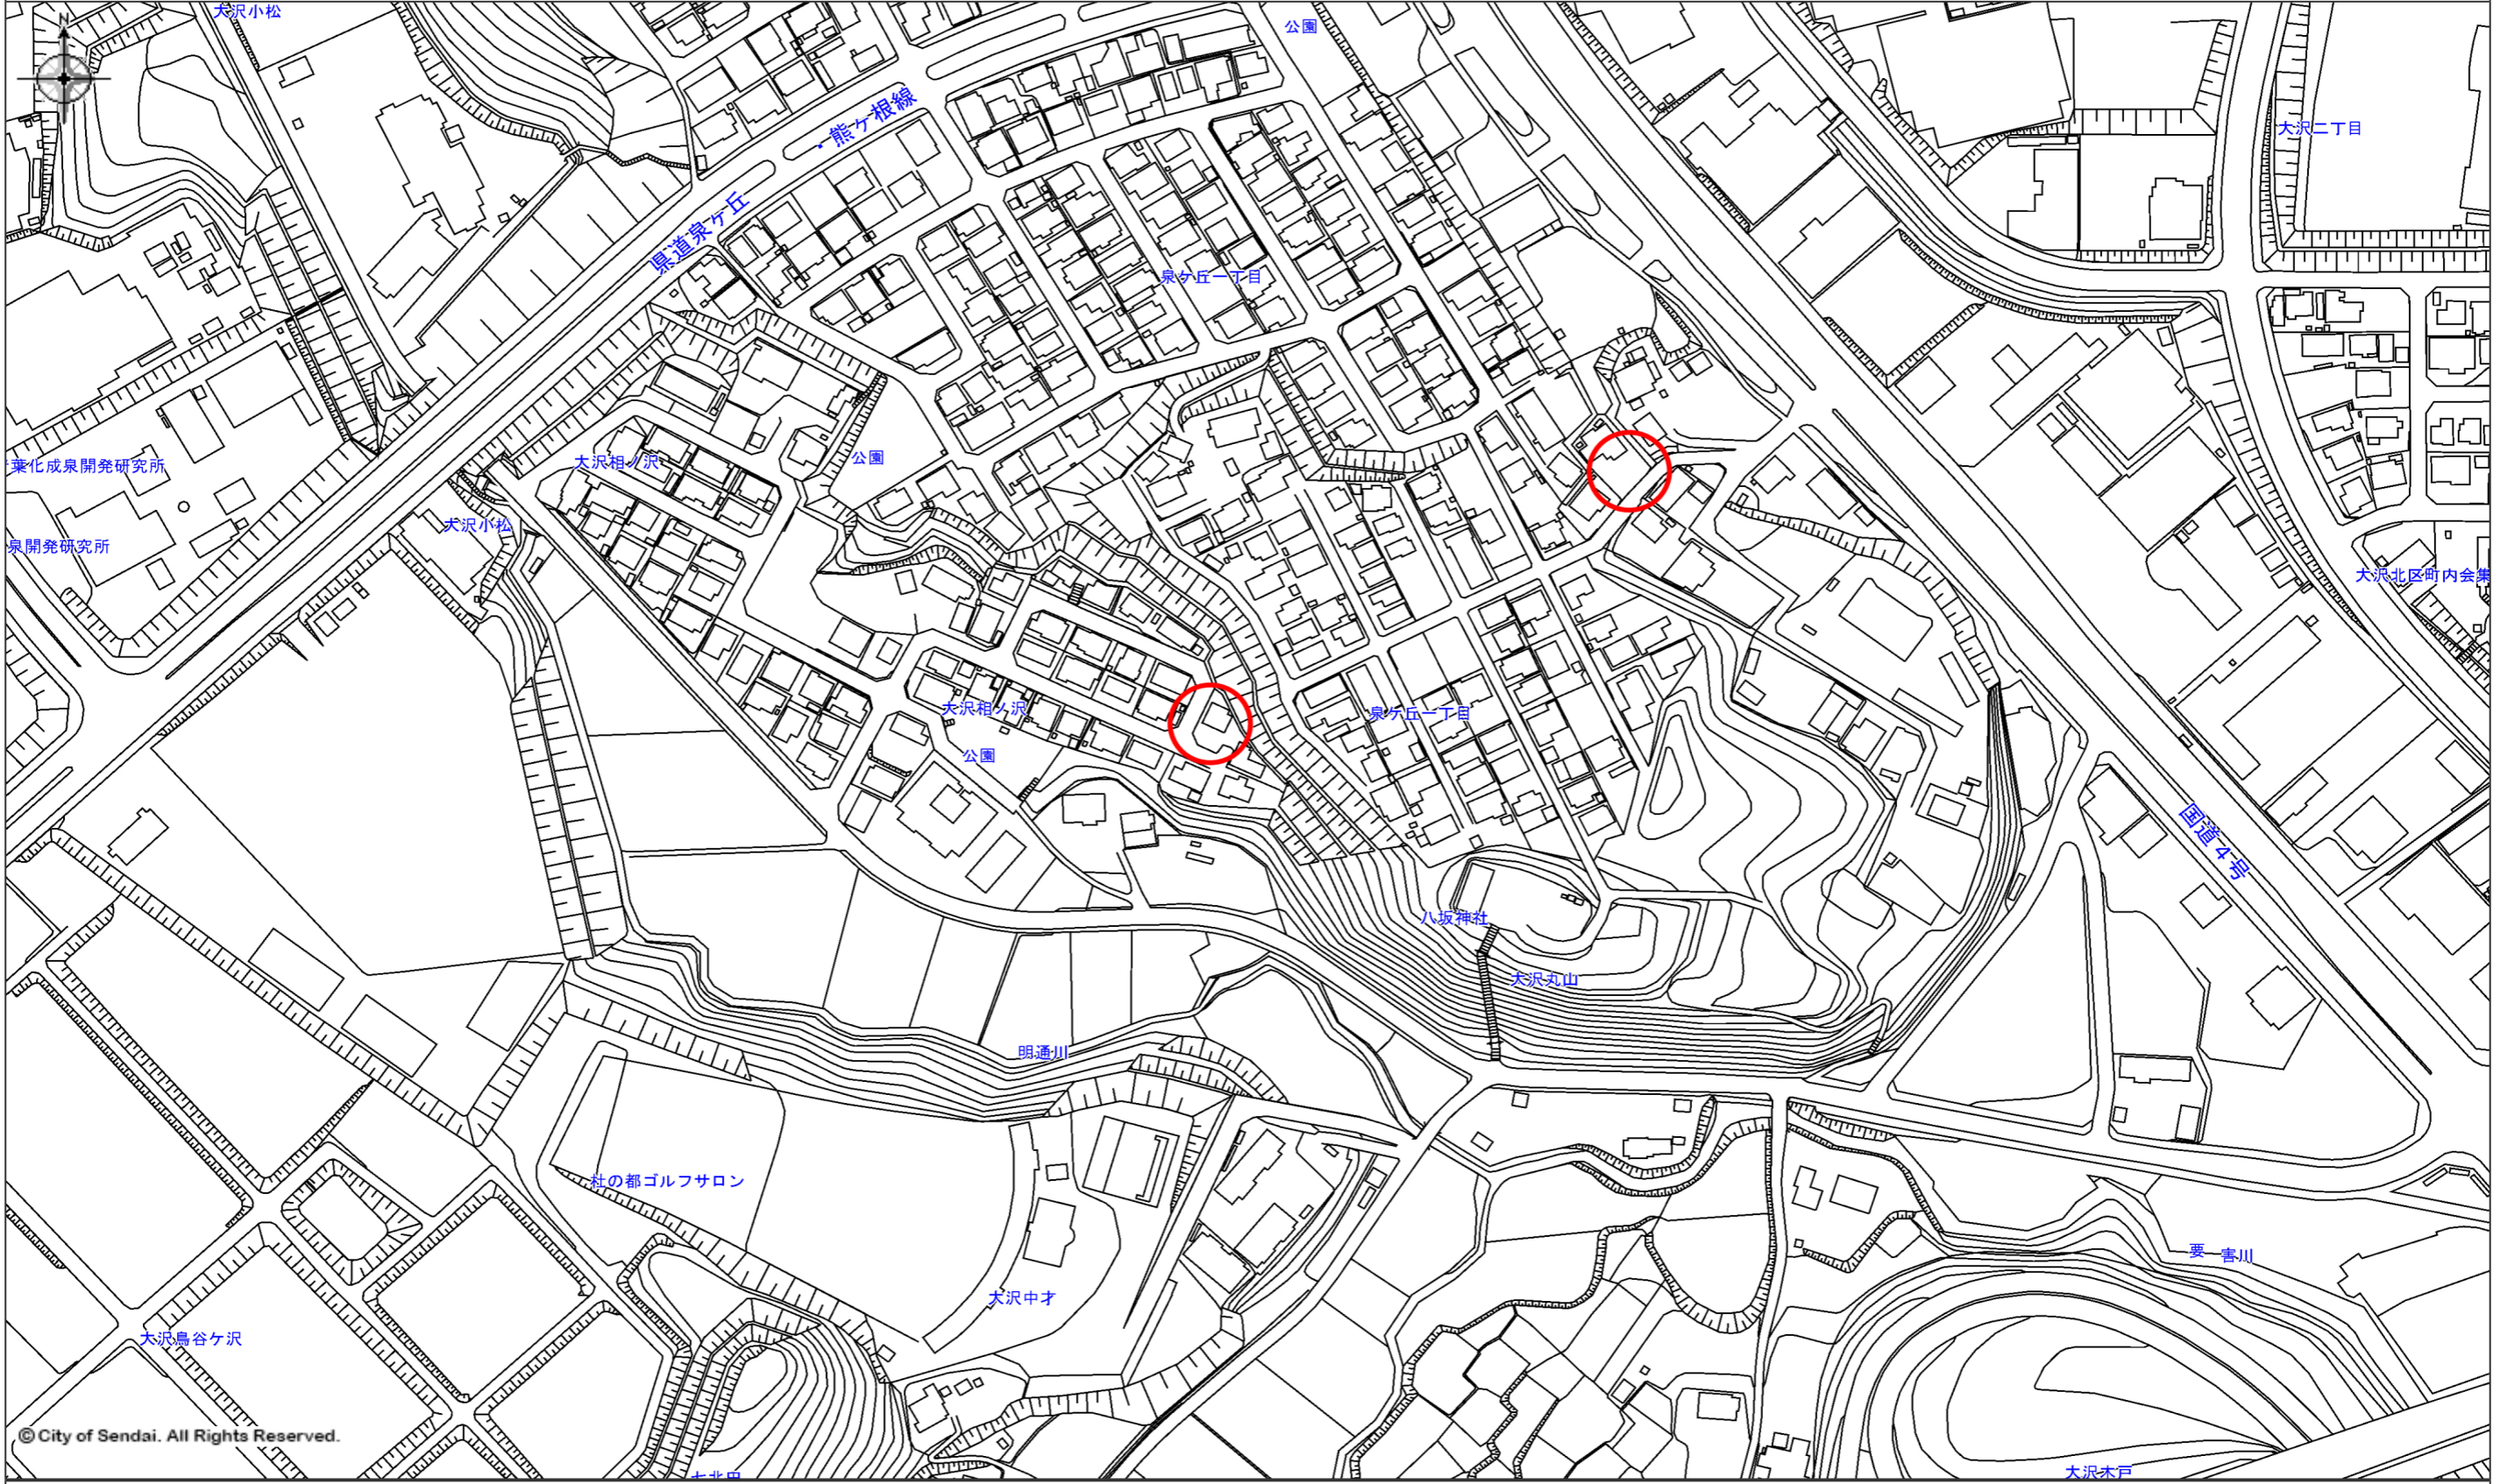 大沢小松
N
公園
熊ヶ根線
大沢二丁目
県道泉ヶ丘
泉ケ丘一丁目
公園
大沢相ノ沢
葉化成泉開発研究所
大沢小松
泉開発研究所
大沢北区町内会集
大沢相ノ沢
泉ケ丘一丁目
公園
国道4号
八坂神社
大沢丸山
明通川
杜の都ゴルフサロン
要害川
大沢中才
大沢鳥谷ケ沢
©City of Sendai. All Rights Reserved.
七北田
大沢木戸